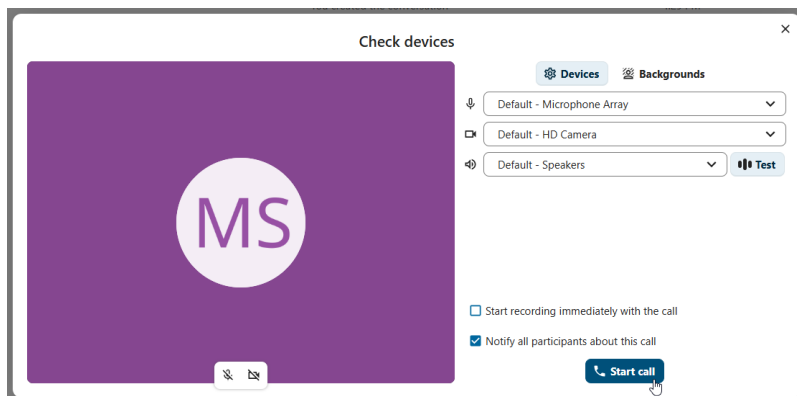 Check devices
Devices
Backgrounds
Default - Microphone Array
Default - HD Camera
Default - Speakers
Test
MS
Start recording immediately with the call
Notify all participants about this call
Start call